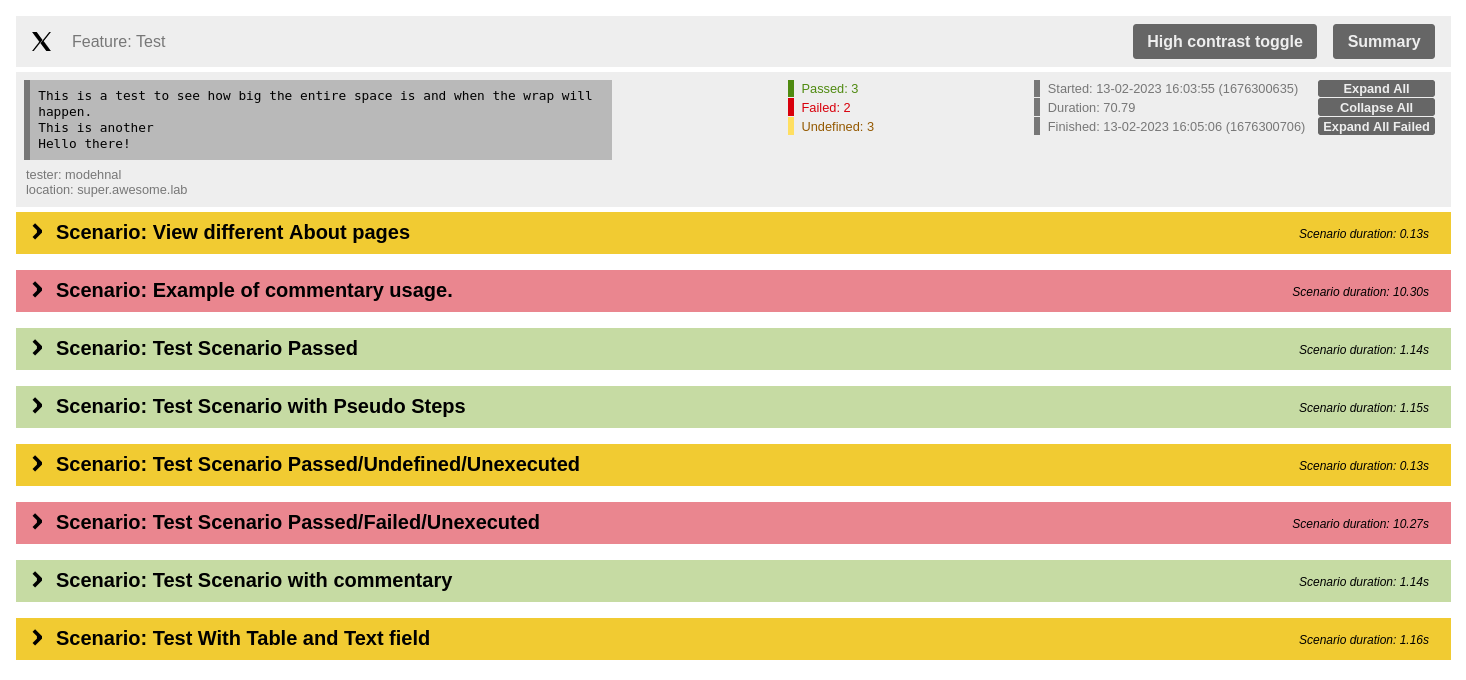 Feature: Test
High contrast toggle
Summary
This is a test to see how big the entire space is and when the wrap will
happen.
This is another
Hello there!
tester: modehnal
location: super.awesome.lab
Passed: 3
Failed: 2
Undefined: 3
Started: 13-02-2023 16:03:55 (1676300635)
Duration: 70.79
Finished: 13-02-2023 16:05:06 (1676300706)
Expand All
Collapse All
Expand All Failed
Scenario: View different About pages
Scenario duration: 0.13s
Scenario: Example of commentary usage.
Scenario duration: 10.30s
Scenario: Test Scenario Passed
Scenario duration: 1.14s
Scenario: Test Scenario with Pseudo Steps
Scenario duration: 1.15s
Scenario: Test Scenario Passed/Undefined/Unexecuted
Scenario duration: 0.13s
Scenario: Test Scenario Passed/Failed/Unexecuted
Scenario duration: 10.27s
Scenario: Test Scenario with commentary
Scenario duration: 1.14s
Scenario: Test With Table and Text field
Scenario duration: 1.16s